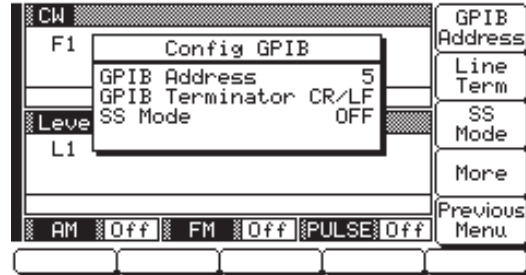 CW
F1
Config GPIB
GPIB Address 5
GPIB Terminator CR/LF
SS Mode OFF
Leve
L1
AM Off FM Off PULSE Off
GPIB
Address
Line
Term
SS
Mode
More
Previous
Menu